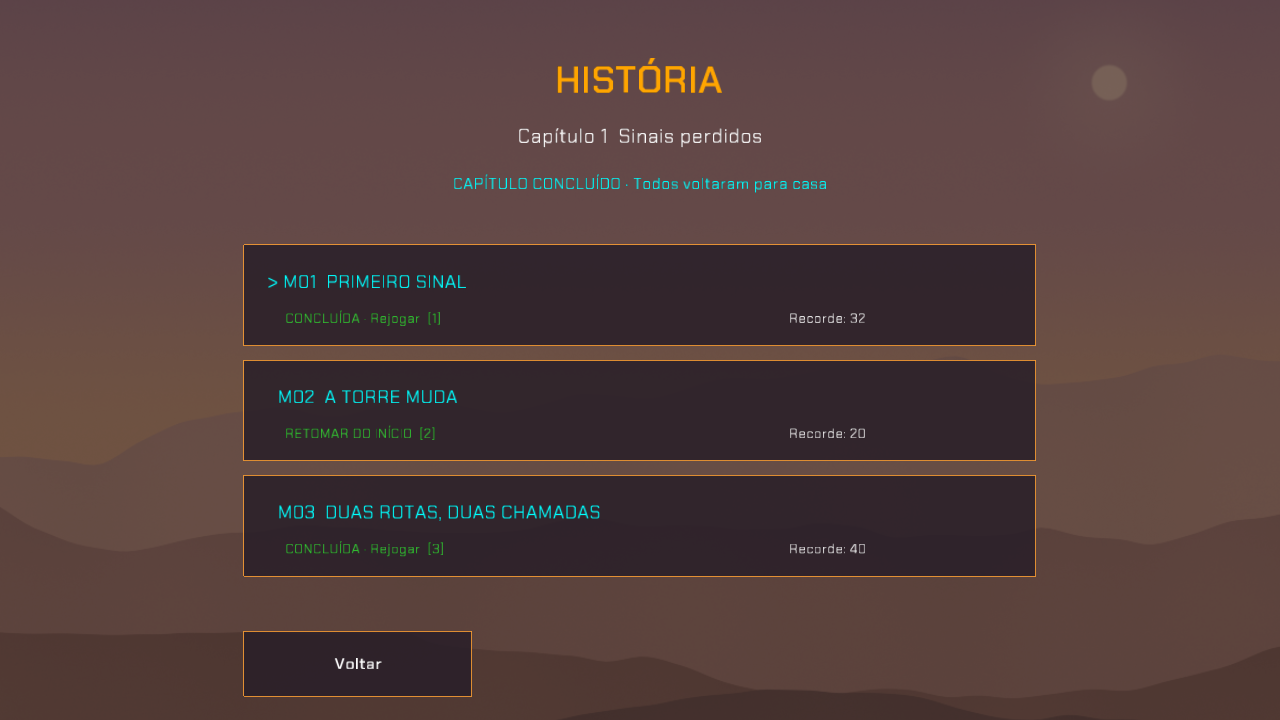 HISTÓRIA
Capítulo 1 Sinais perdidos
CAPÍTULO CONCLUÍDO · Todos voltaram para casa
> M01 PRIMEIRO SINAL
CONCLUÍDA · Rejogar [1] Recorde: 32
M02 A TORRE MUDA
RETOMAR DO INÍCIO [2] Recorde: 20
M03 DUAS ROTAS, DUAS CHAMADAS
CONCLUÍDA · Rejogar [3] Recorde: 40
Voltar